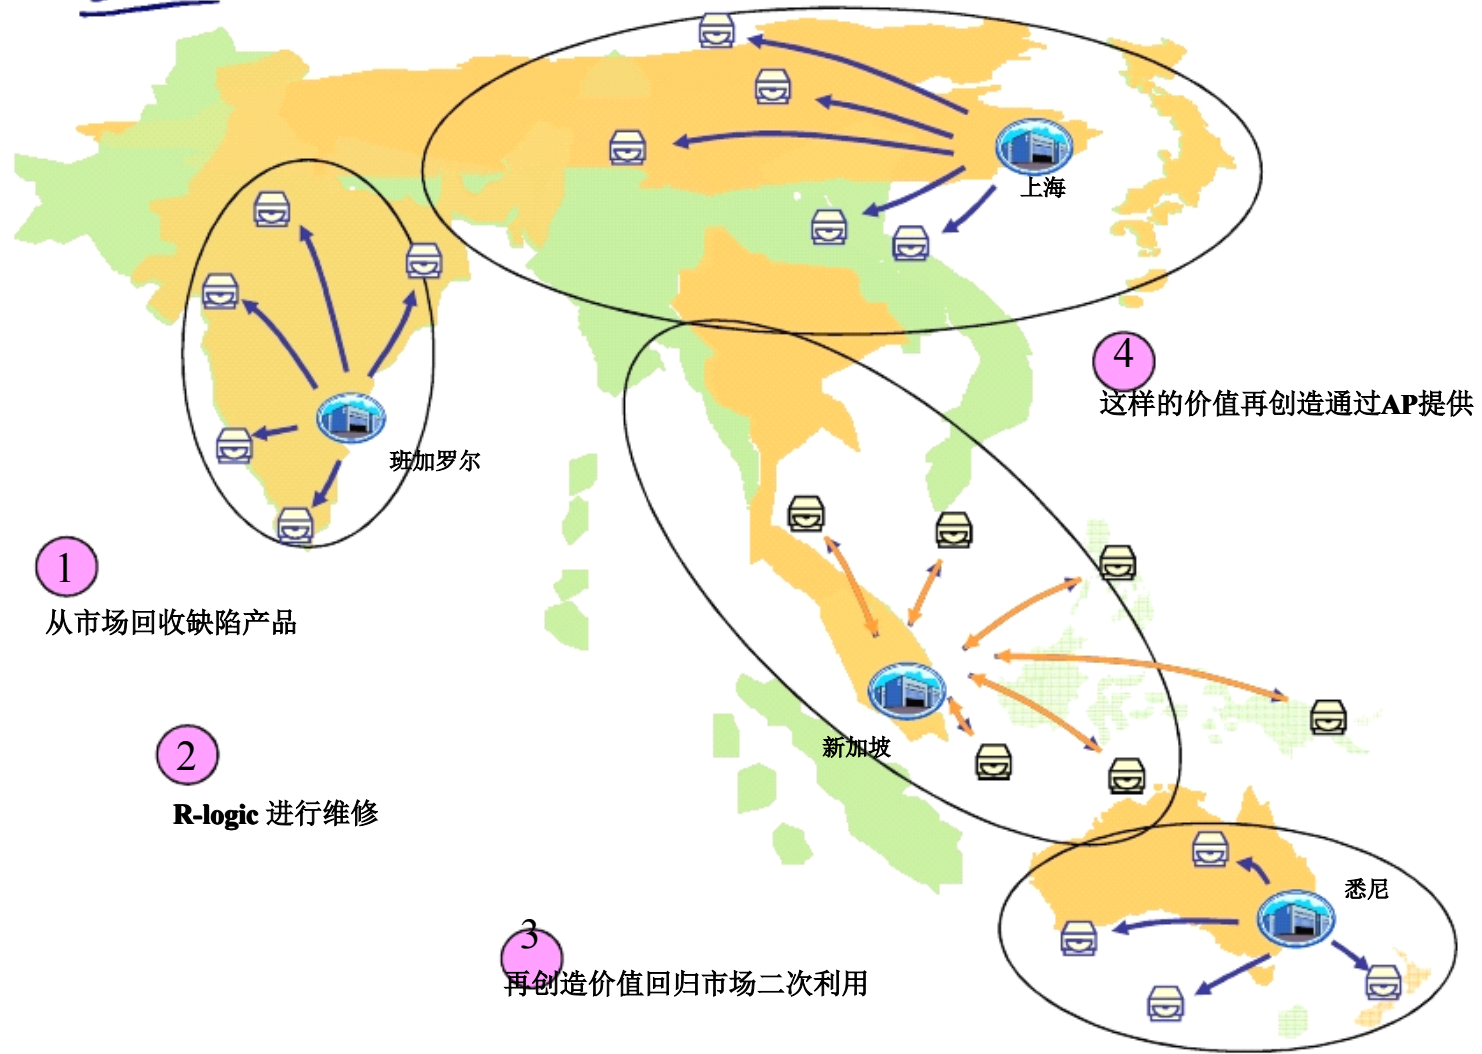 上海
4
这样的价值再创造通过AP提供
班加罗尔
1
从市场回收缺陷产品
2
R-logic 进行维修
新加坡
悉尼
3
再创造价值回归市场二次利用